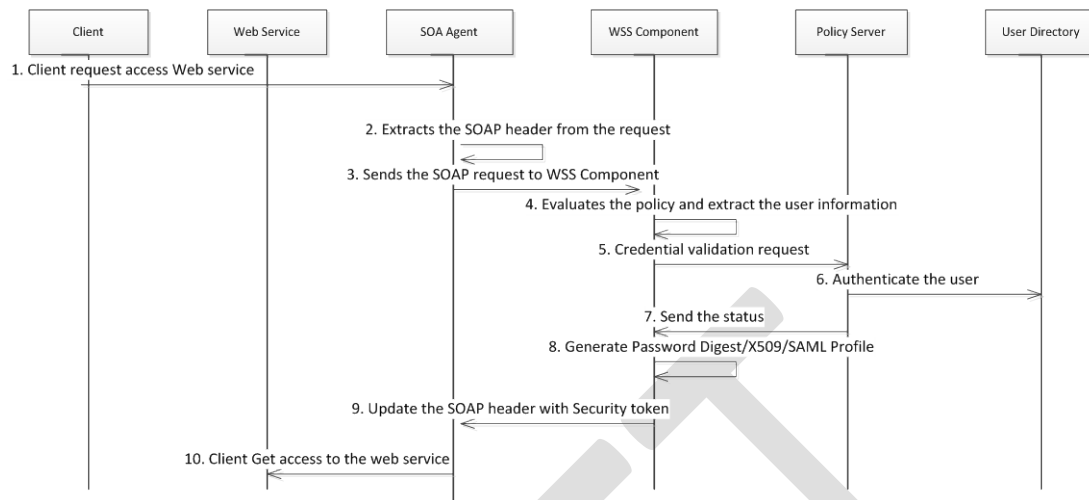 Client
Web Service
SOA Agent
WSS Component
Policy Server
User Directory
1. Client request access Web service
2. Extracts the SOAP header from the request
3. Sends the SOAP request to WSS Component
4. Evaluates the policy and extract the user information
5. Credential validation request
6. Authenticate the user
7. Send the status
8. Generate Password Digest/X509/SAML Profile
9. Update the SOAP header with Security token
10. Client Get access to the web service